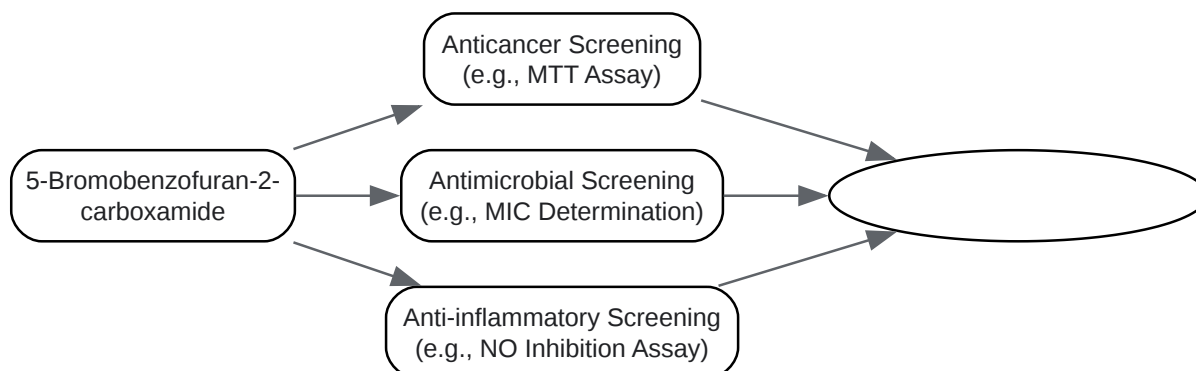 Anticancer Screening
(e.g., MTT Assay)
5-Bromobenzofuran-2-
carboxamide
Antimicrobial Screening
(e.g., MIC Determination)
Anti-inflammatory Screening
(e.g., NO Inhibition Assay)